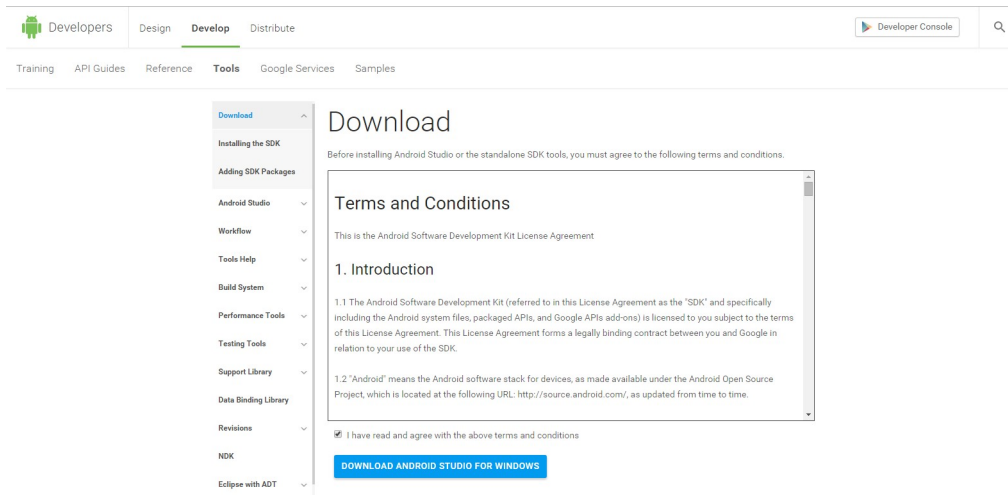 Developers
Design
Develop
Distribute
Developer Console
Training
API Guides
Reference
Tools
Google Services
Samples
Download
Installing the SDK
Adding SDK Packages
Android Studio
Workflow
Tools Help
Build System
Performance Tools
Testing Tools
Support Library
Data Binding Library
Revisions
NDK
Eclipse with ADT
Download
Before installing Android Studio or the standalone SDK tools, you must agree to the following terms and conditions.
Terms and Conditions
This is the Android Software Development Kit License Agreement
1. Introduction
1.1 The Android Software Development Kit (referred to in this License Agreement as the "SDK" and specifically
including the Android system files, packaged APIs, and Google APIs add-ons) is licensed to you subject to the terms
of this License Agreement. This License Agreement forms a legally binding contract between you and Google in
relation to your use of the SDK.
1.2 "Android" means the Android software stack for devices, as made available under the Android Open Source
Project, which is located at the following URL: http://source.android.com/, as updated from time to time.
I have read and agree with the above terms and conditions
DOWNLOAD ANDROID STUDIO FOR WINDOWS